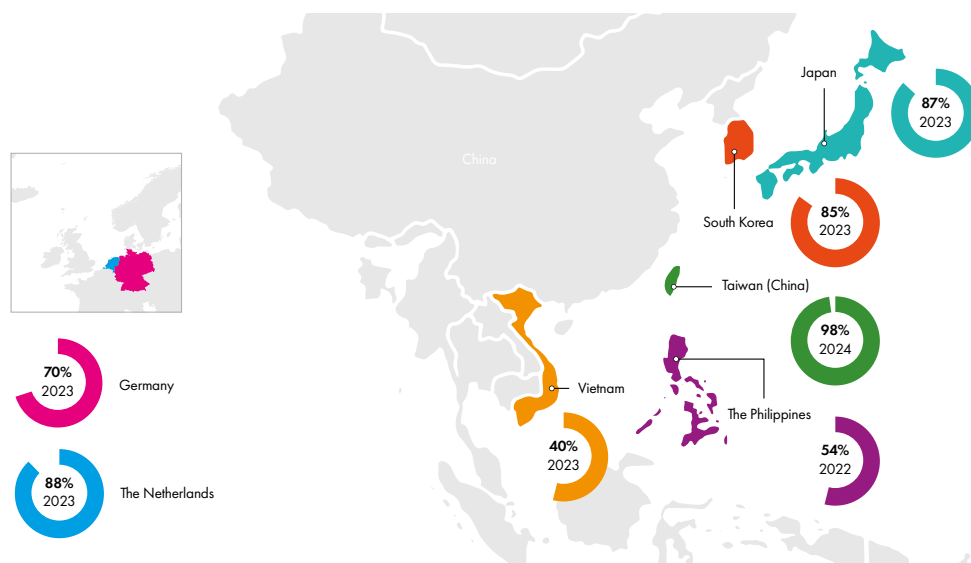 Japan
87%
2023
China
South Korea
85%
2023
Taiwan (China)
98%
2024
70%
2023
Germany
Vietnam
The Philippines
40%
2023
54%
2022
88%
2023
The Netherlands